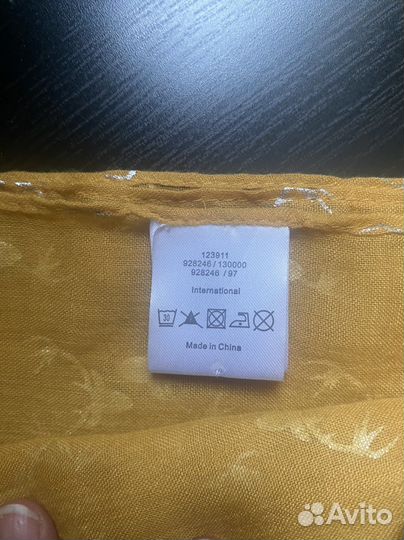 123911
928246 / 130000
928246 / 97
International
30
Made in China
Avito